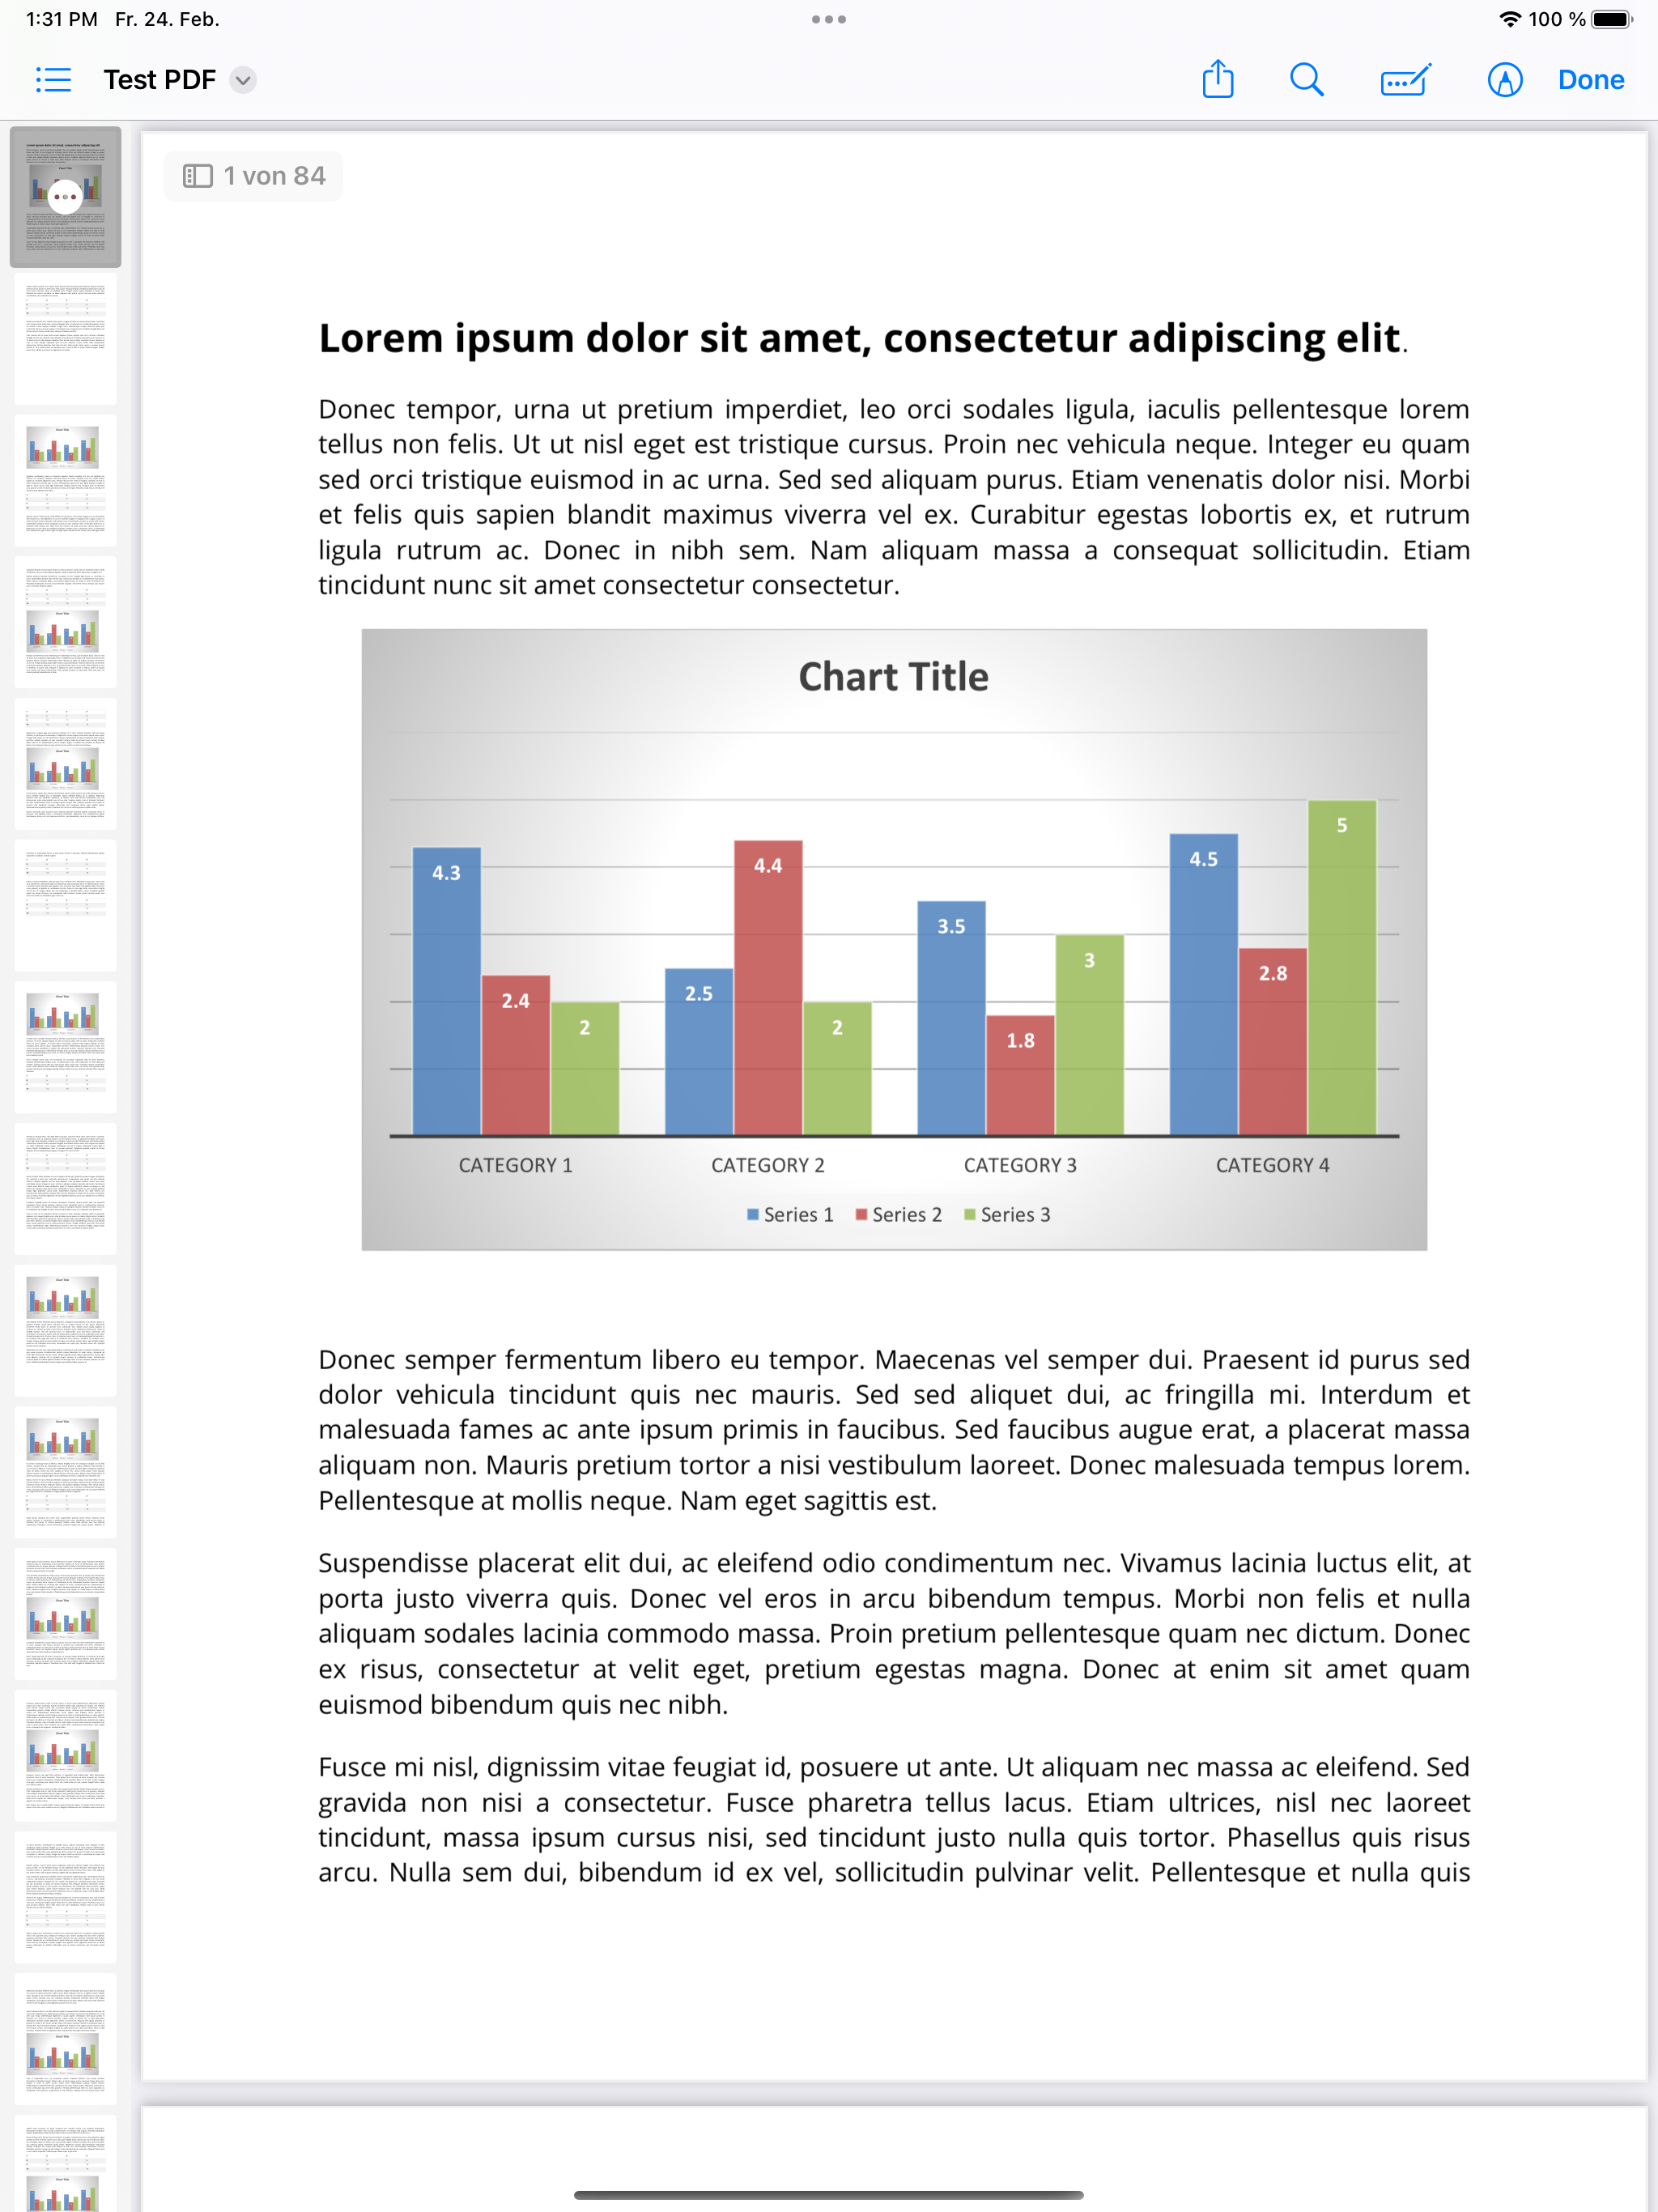 1:31 PM Fr. 24. Feb.
100 %
Test PDF
Done
1 von 84
Lorem ipsum dolor sit amet, consectetur adipiscing elit.
Donec tempor, urna ut pretium imperdiet, leo orci sodales ligula, iaculis pellentesque lorem
tellus non felis. Ut ut nisl eget est tristique cursus. Proin nec vehicula neque. Integer eu quam
sed orci tristique euismod in ac urna. Sed sed aliquam purus. Etiam venenatis dolor nisi. Morbi
et felis quis sapien blandit maximus viverra vel ex. Curabitur egestas lobortis ex, et rutrum
ligula rutrum ac. Donec in nibh sem. Nam aliquam massa a consequat sollicitudin. Etiam
tincidunt nunc sit amet consectetur consectetur.
Chart Title
4.3 2.4 2 2.5 4.4 2 3.5 1.8 3 4.5 2.8 5
CATEGORY 1 CATEGORY 2 CATEGORY 3 CATEGORY 4
Series 1 Series 2 Series 3
Donec semper fermentum libero eu tempor. Maecenas vel semper dui. Praesent id purus sed
dolor vehicula tincidunt quis nec mauris. Sed sed aliquet dui, ac fringilla mi. Interdum et
malesuada fames ac ante ipsum primis in faucibus. Sed faucibus augue erat, a placerat massa
aliquam non. Mauris pretium tortor a nisi vestibulum laoreet. Donec malesuada tempus lorem.
Pellentesque at mollis neque. Nam eget sagittis est.
Suspendisse placerat elit dui, ac eleifend odio condimentum nec. Vivamus lacinia luctus elit, at
porta justo viverra quis. Donec vel eros in arcu bibendum tempus. Morbi non felis et nulla
aliquam sodales lacinia commodo massa. Proin pretium pellentesque quam nec dictum. Donec
ex risus, consectetur at velit eget, pretium egestas magna. Donec at enim sit amet quam
euismod bibendum quis nec nibh.
Fusce mi nisl, dignissim vitae feugiat id, posuere ut ante. Ut aliquam nec massa ac eleifend. Sed
gravida non nisi a consectetur. Fusce pharetra tellus lacus. Etiam ultrices, nisl nec laoreet
tincidunt, massa ipsum cursus nisi, sed tincidunt justo nulla quis tortor. Phasellus quis risus
arcu. Nulla sem dui, bibendum id ex vel, sollicitudin pulvinar velit. Pellentesque et nulla quis